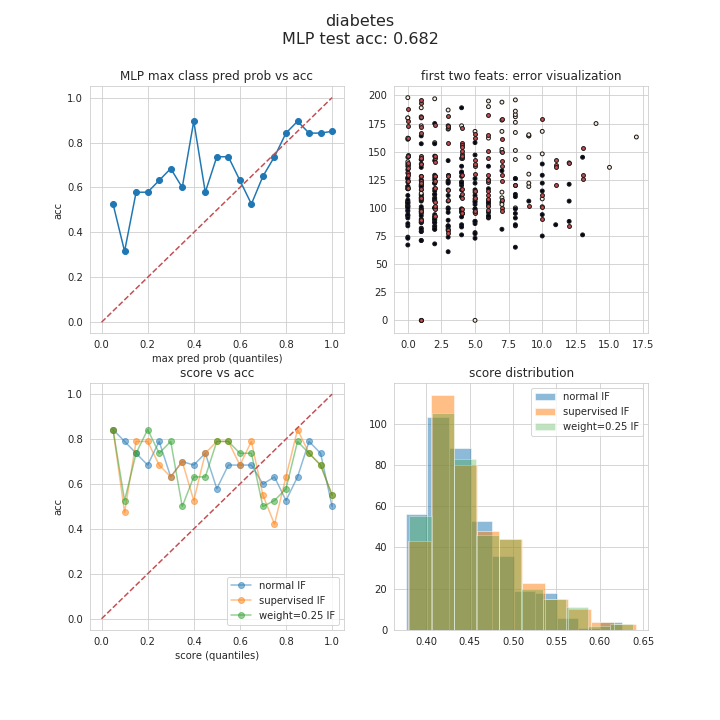 diabetes
MLP test acc: 0.682
MLP max class pred prob vs acc
1.0
0.8
0.6
0.4
0.2
0.0
acc
0.0 0.2 0.4 0.6 0.8 1.0
max pred prob (quantiles)
first two feats: error visualization
200
175
150
125
100
75
50
25
0
0.0 2.5 5.0 7.5 10.0 12.5 15.0 17.5
score vs acc
1.0
0.8
0.6
0.4
0.2
0.0
acc
normal IF
supervised IF
weight=0.25 IF
0.0 0.2 0.4 0.6 0.8 1.0
score (quantiles)
score distribution
normal IF
supervised IF
weight=0.25 IF
100
80
60
40
20
0
0.40 0.45 0.50 0.55 0.60 0.65